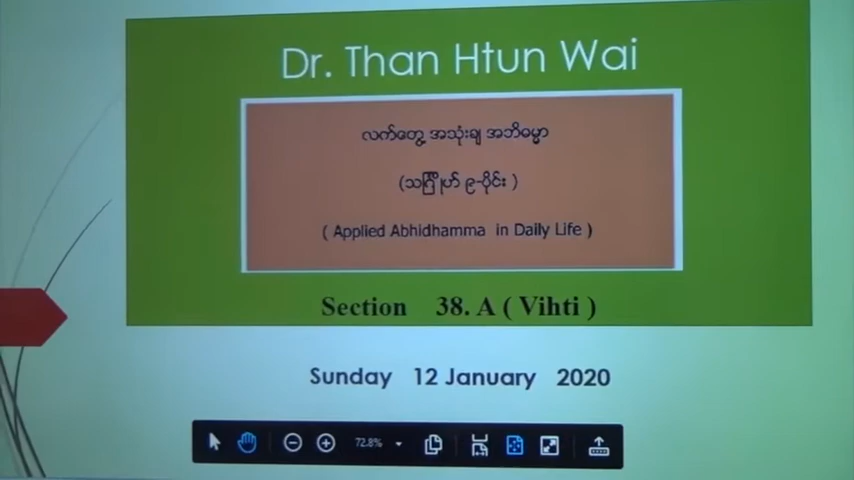 Dr. Than Htun Wai
လက်တွေ့ အသုံးချ အဘိဓမ္မာ
(သင်္ဂြိုဟ် ၉-ပိုင်း )
( Applied Abhidhamma in Daily Life )
Section 38. A ( Vihti )
Sunday 12 January 2020
72.8%